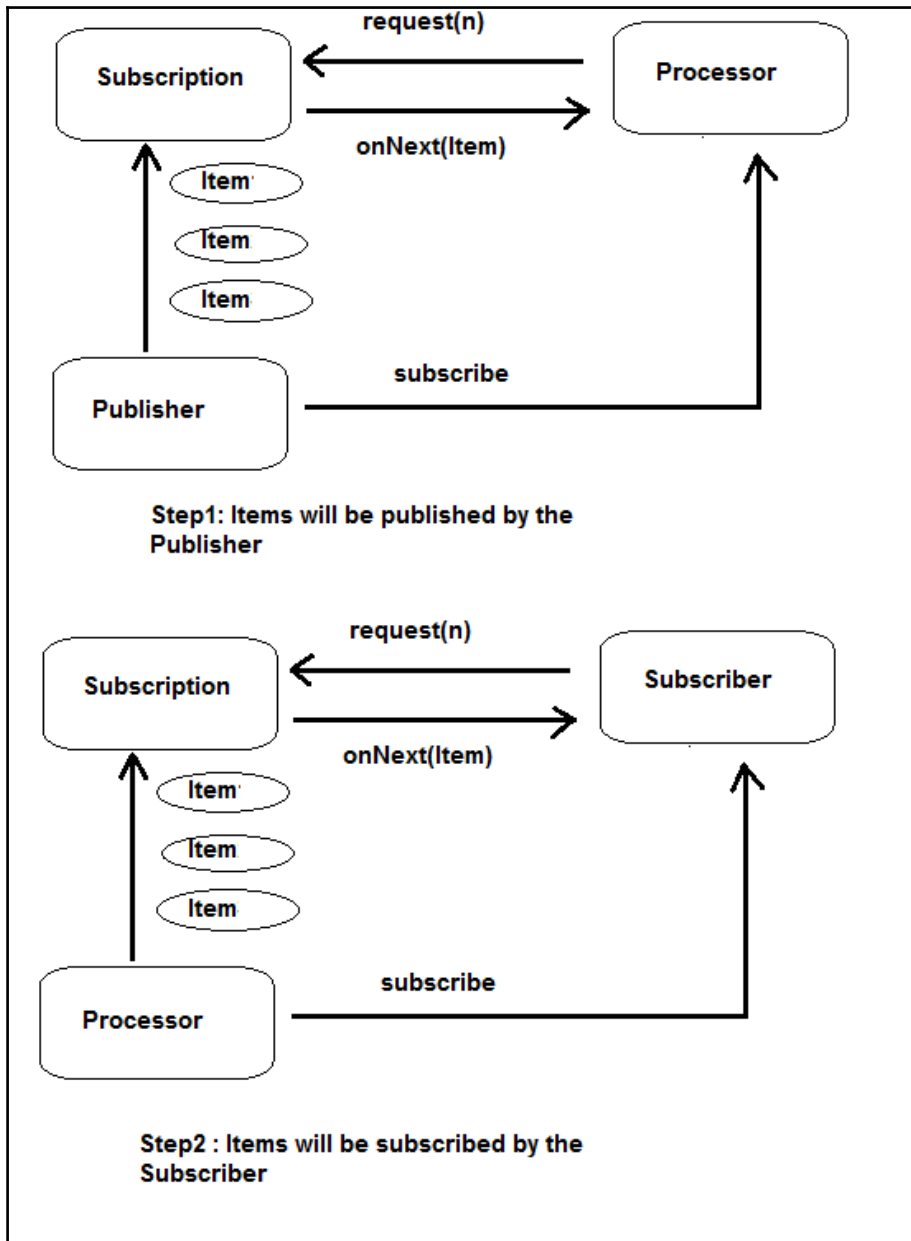 request(n)
Subscription
Processor
onNext(Item)
Item
Item
Item
subscribe
Publisher
Step1: Items will be published by the
Publisher
request(n)
Subscription
Subscriber
onNext(Item)
Item
Item
Item
subscribe
Processor
Step2 : Items will be subscribed by the
Subscriber